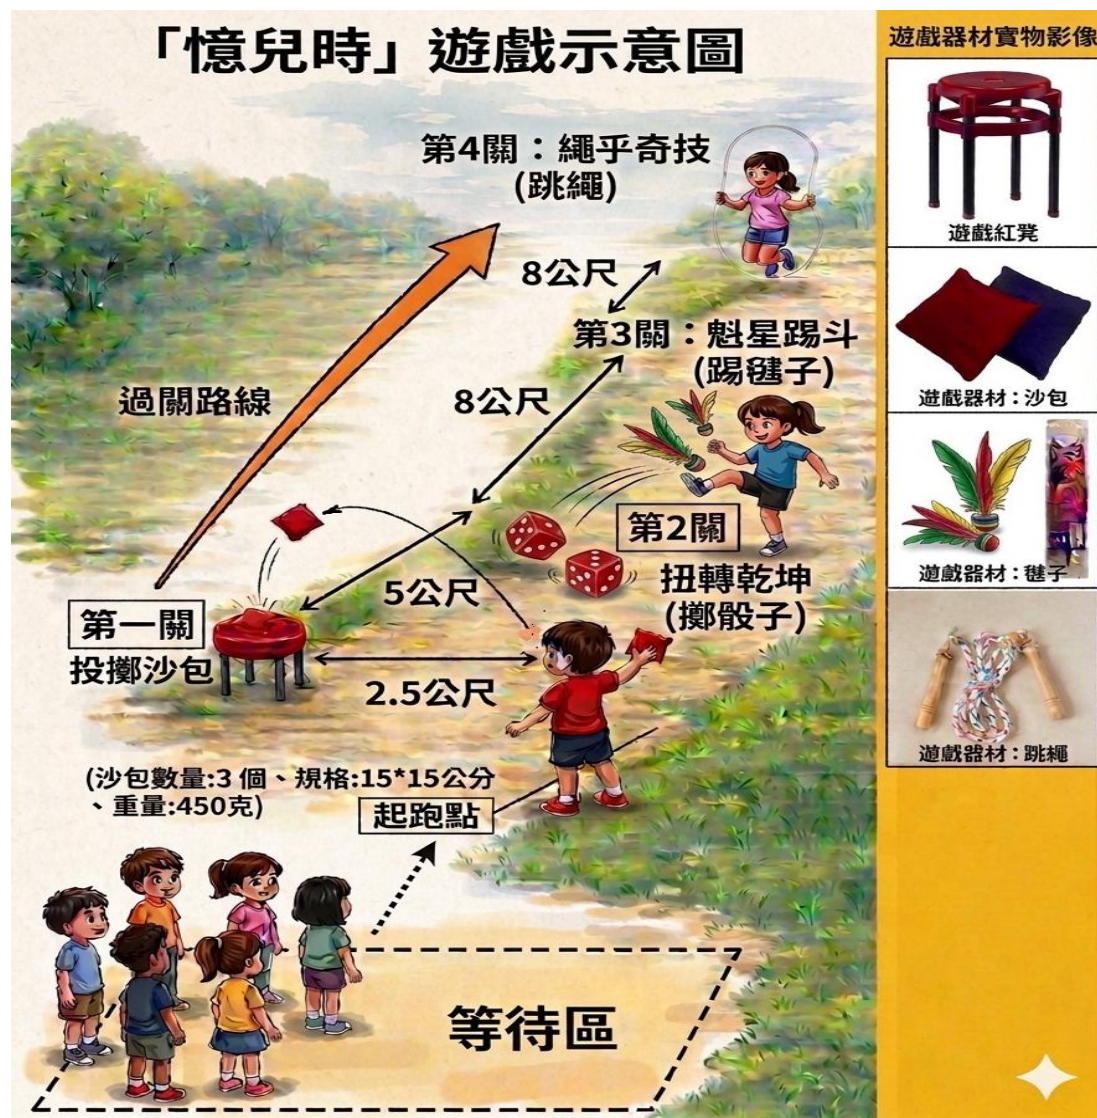 「憶兒時」遊戲示意圖
第4關：繩乎奇技
(跳繩)
8公尺
第3關：魁星踢斗
(踢毽子)
過關路線
8公尺
第2關
扭轉乾坤
(擲骰子)
5公尺
第一關
投擲沙包
2.5公尺
(沙包數量:3 個、規格:15*15公分
、重量:450克)
起跑點
等待區
遊戲器材實物影像
遊戲紅凳
遊戲器材：沙包
遊戲器材：毽子
遊戲器材：跳繩